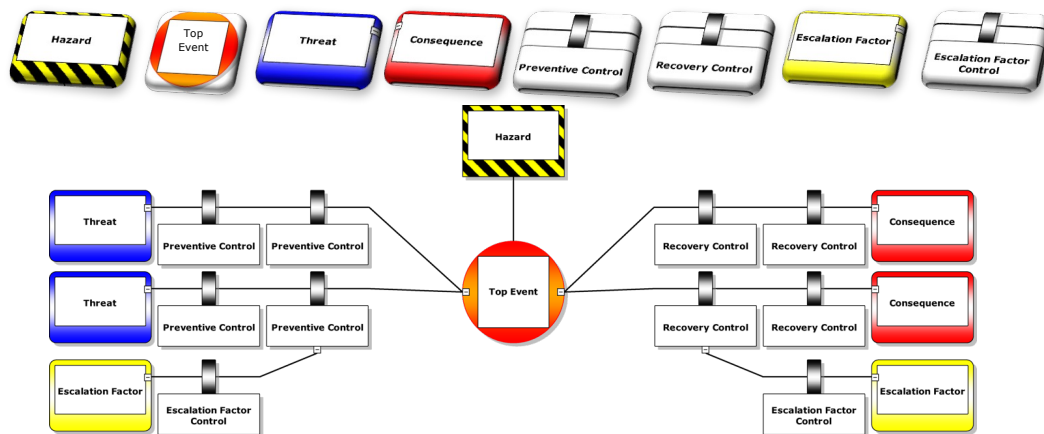 Hazard
Top
Event
Threat
Consequence
Preventive Control
Recovery Control
Escalation Factor
Escalation Factor
Control
Hazard
Threat
Preventive Control
Preventive Control
Recovery Control
Recovery Control
Consequence
Top Event
Threat
Preventive Control
Preventive Control
Recovery Control
Recovery Control
Consequence
Escalation Factor
Escalation Factor
Control
Escalation Factor
Control
Escalation Factor